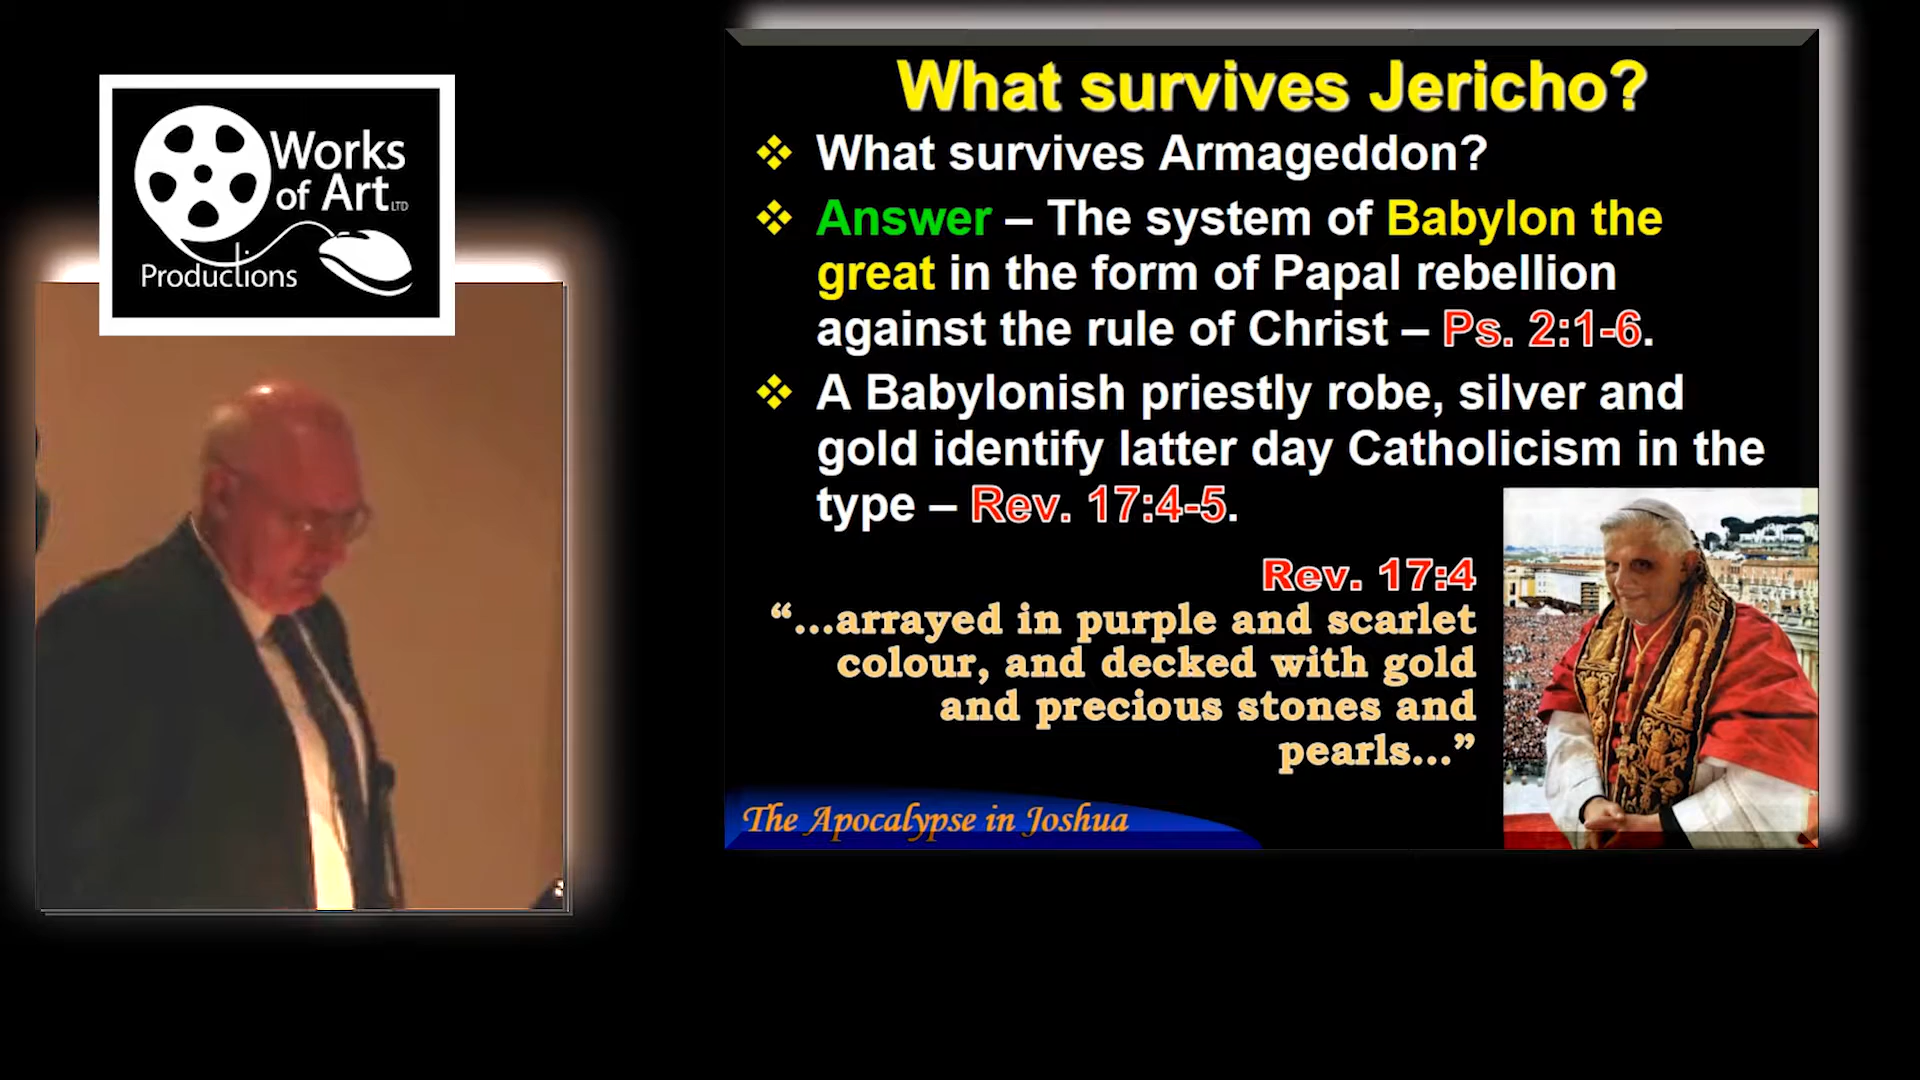 Works
of Art LTD
Productions
What survives Jericho?
What survives Armageddon?
Answer – The system of Babylon the
great in the form of Papal rebellion
against the rule of Christ – Ps. 2:1-6.
A Babylonish priestly robe, silver and
gold identify latter day Catholicism in the
type – Rev. 17:4-5.
Rev. 17:4
“...arrayed in purple and scarlet
colour, and decked with gold
and precious stones and
pearls...”
The Apocalypse in Joshua